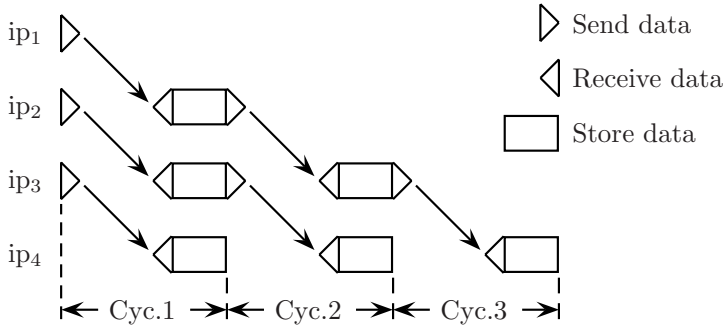 ip1
Send data
Receive data
ip2
Store data
ip3
ip4
Cyc.1 Cyc.2 Cyc.3